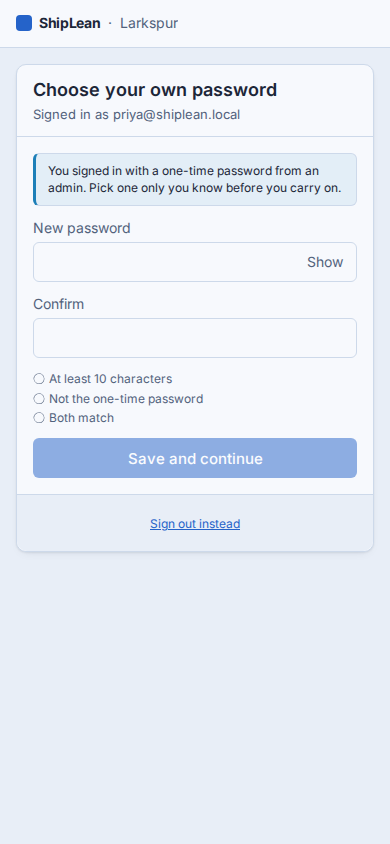 ShipLean · Larkspur
Choose your own password
Signed in as priya@shiplean.local
You signed in with a one-time password from an
admin. Pick one only you know before you carry on.
New password
Show
Confirm
At least 10 characters
Not the one-time password
Both match
Save and continue
Sign out instead